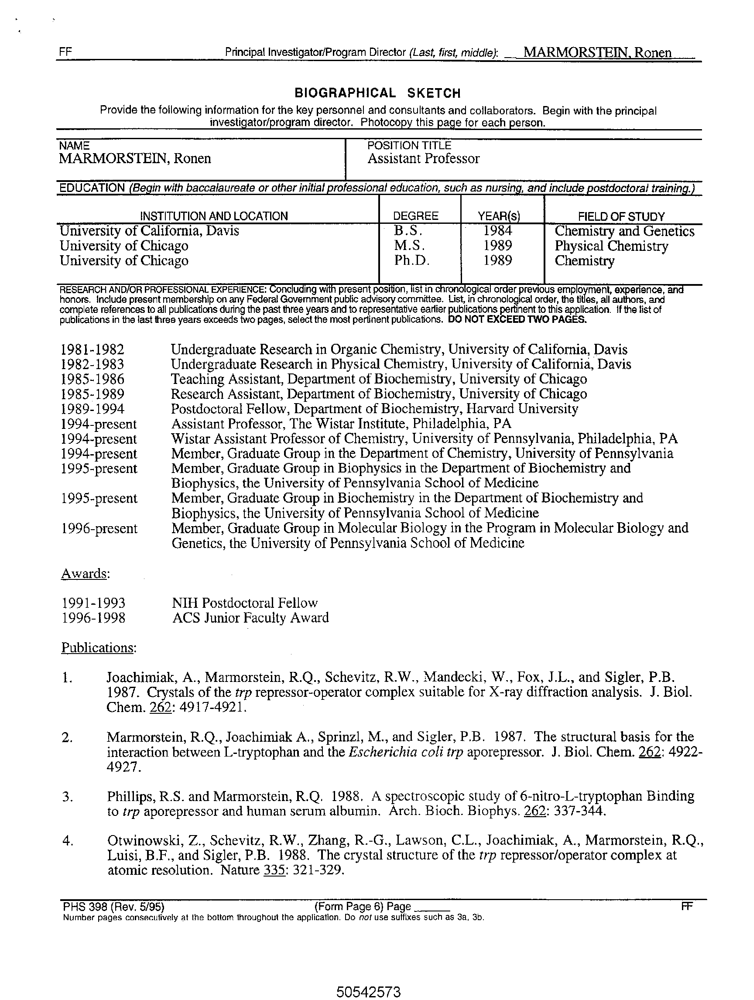 FF Principal Investigator/Program Director (Last, first, middle): MARMORSTEIN, Ronen
BIOGRAPHICAL SKETCH
Provide the following information for the key personnel and consultants and collaborators. Begin with the principal
investigator/program director. Photocopy this page for each person.
NAME POSITION TITLE
MARMORSTEIN, Ronen Assistant Professor
EDUCATION (Begin with baccalaureate or other initial professional education, such as nursing, and include postdoctoral training.)
INSTITUTION AND LOCATION DEGREE YEAR(s) FIELD OF STUDY
University of California, Davis B.S. 1984 Chemistry and Genetics
University of Chicago M.S. 1989 Physical Chemistry
University of Chicago Ph.D. 1989 Chemistry
RESEARCH AND/OR PROFESSIONAL EXPERIENCE: Concluding with present position, list in chronological order previous employment, experience, and
honors. Include present membership on any Federal Government public advisory committee. List, in chronological order, the titles, all authors, and
complete references to all publications during the past three years and to representative earlier publications pertinent to this application. If the list of
publications in the last three years exceeds two pages, select the most pertinent publications. DO NOT EXCEED TWO PAGES.
1981-1982 Undergraduate Research in Organic Chemistry, University of California, Davis
1982-1983 Undergraduate Research in Physical Chemistry, University of California, Davis
1985-1986 Teaching Assistant, Department of Biochemistry, University of Chicago
1985-1989 Research Assistant, Department of Biochemistry, University of Chicago
1989-1994 Postdoctoral Fellow, Department of Biochemistry, Harvard University
1994-present Assistant Professor, The Wistar Institute, Philadelphia, PA
1994-present Wistar Assistant Professor of Chemistry, University of Pennsylvania, Philadelphia, PA
1994-present Member, Graduate Group in the Department of Chemistry, University of Pennsylvania
1995-present Member, Graduate Group in Biophysics in the Department of Biochemistry and
Biophysics, the University of Pennsylvania School of Medicine
1995-present Member, Graduate Group in Biochemistry in the Department of Biochemistry and
Biophysics, the University of Pennsylvania School of Medicine
1996-present Member, Graduate Group in Molecular Biology in the Program in Molecular Biology and
Genetics, the University of Pennsylvania School of Medicine
Awards:
1991-1993 NIH Postdoctoral Fellow
1996-1998 ACS Junior Faculty Award
Publications:
1. Joachimiak, A., Marmorstein, R.Q., Schevitz, R.W., Mandecki, W., Fox, J.L., and Sigler, P.B.
1987. Crystals of the trp repressor-operator complex suitable for X-ray diffraction analysis. J. Biol.
Chem. 262: 4917-4921.
2. Marmorstein, R.Q., Joachimiak A., Sprinzl, M., and Sigler, P.B. 1987. The structural basis for the
interaction between L-tryptophan and the Escherichia coli trp aporepressor. J. Biol. Chem. 262: 4922-
4927.
3. Phillips, R.S. and Marmorstein, R.Q. 1988. A spectroscopic study of 6-nitro-L-tryptophan Binding
to trp aporepressor and human serum albumin. Arch. Bioch. Biophys. 262: 337-344.
4. Otwinowski, Z., Schevitz, R.W., Zhang, R.-G., Lawson, C.L., Joachimiak, A., Marmorstein, R.Q.,
Luisi, B.F., and Sigler, P.B. 1988. The crystal structure of the trp repressor/operator complex at
atomic resolution. Nature 335: 321-329.
PHS 398 (Rev. 5/95) (Form Page 6) Page FF
Number pages consecutively at the bottom throughout the application. Do not use suffixes such as 3a, 3b.
50542573